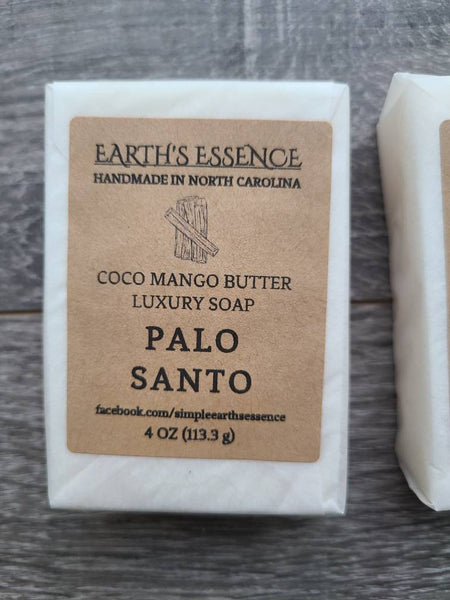 EARTH'S ESSENCE
HANDMADE IN NORTH CAROLINA
COCO MANGO BUTTER
LUXURY SOAP
PALO
SANTO
facebook.com/simpleearthsessence
4 OZ (113.3 g)